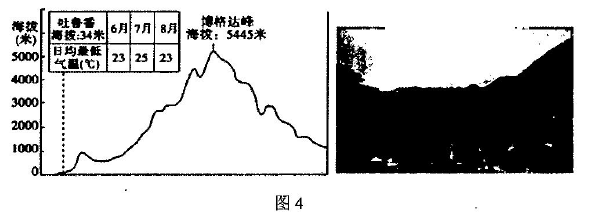 海拔
(米)
吐鲁番
海拔:34米
6月 7月 8月
日均最低
气温(℃)
23 25 23
博格达峰
海拔：5445米
5000
4000
3000
2000
1000
0
图4